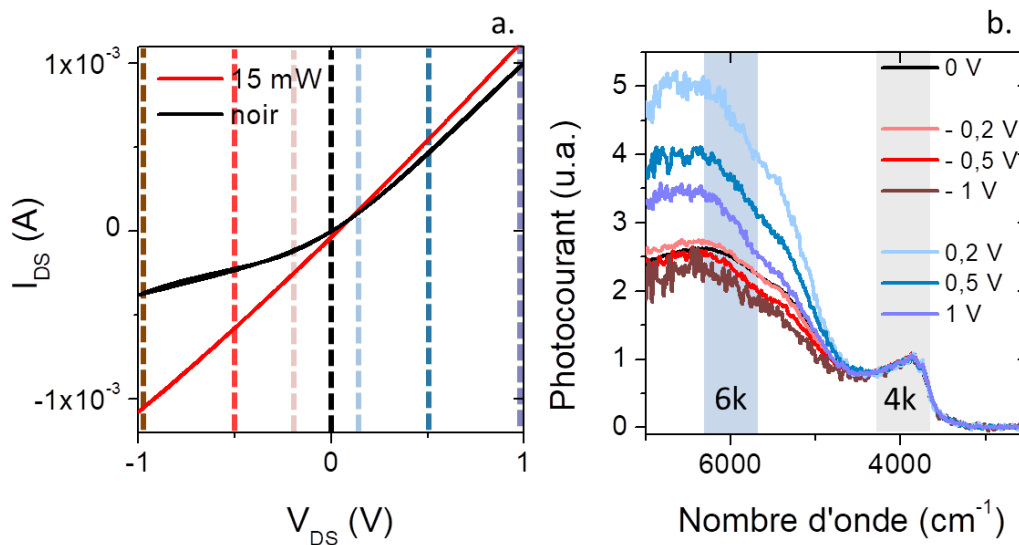 a.
1x10⁻³
0
-1x10⁻³
I_DS (A)
15 mW
noir
-1
0
1
V_DS (V)
b.
5
4
3
2
1
0
Photocourant (u.a.)
0 V
- 0,2 V
- 0,5 V
- 1 V
0,2 V
0,5 V
1 V
6k
4k
6000
4000
Nombre d'onde (cm⁻¹)